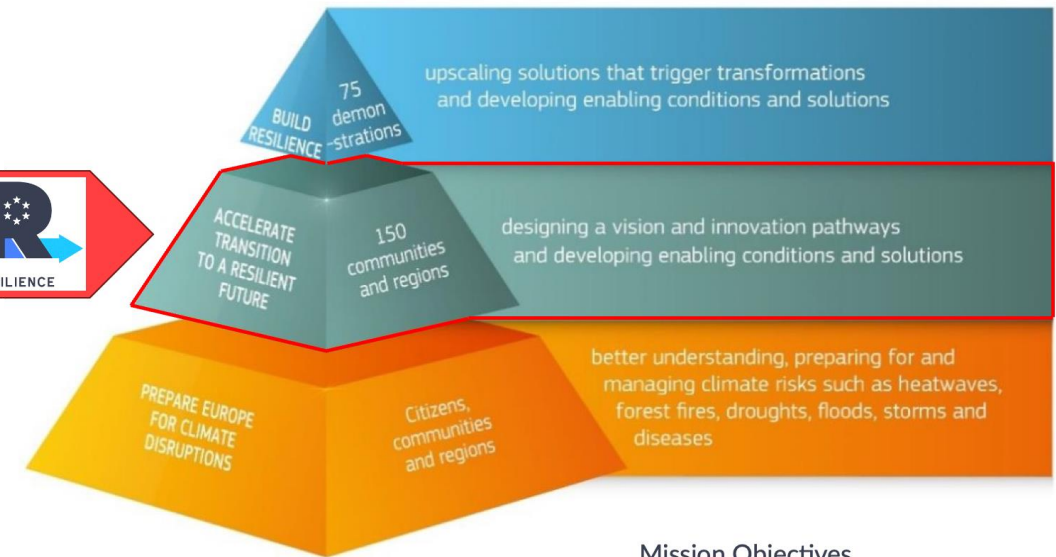 75
demon
-strations
BUILD
RESILIENCE
upscaling solutions that trigger transformations
and developing enabling conditions and solutions
R
ILIENCE
ACCELERATE
TRANSITION
TO A RESILIENT
FUTURE
150
communities
and regions
designing a vision and innovation pathways
and developing enabling conditions and solutions
PREPARE EUROPE
FOR CLIMATE
DISRUPTIONS
Citizens,
communities
and regions
better understanding, preparing for and
managing climate risks such as heatwaves,
forest fires, droughts, floods, storms and
diseases
Mission Objectives